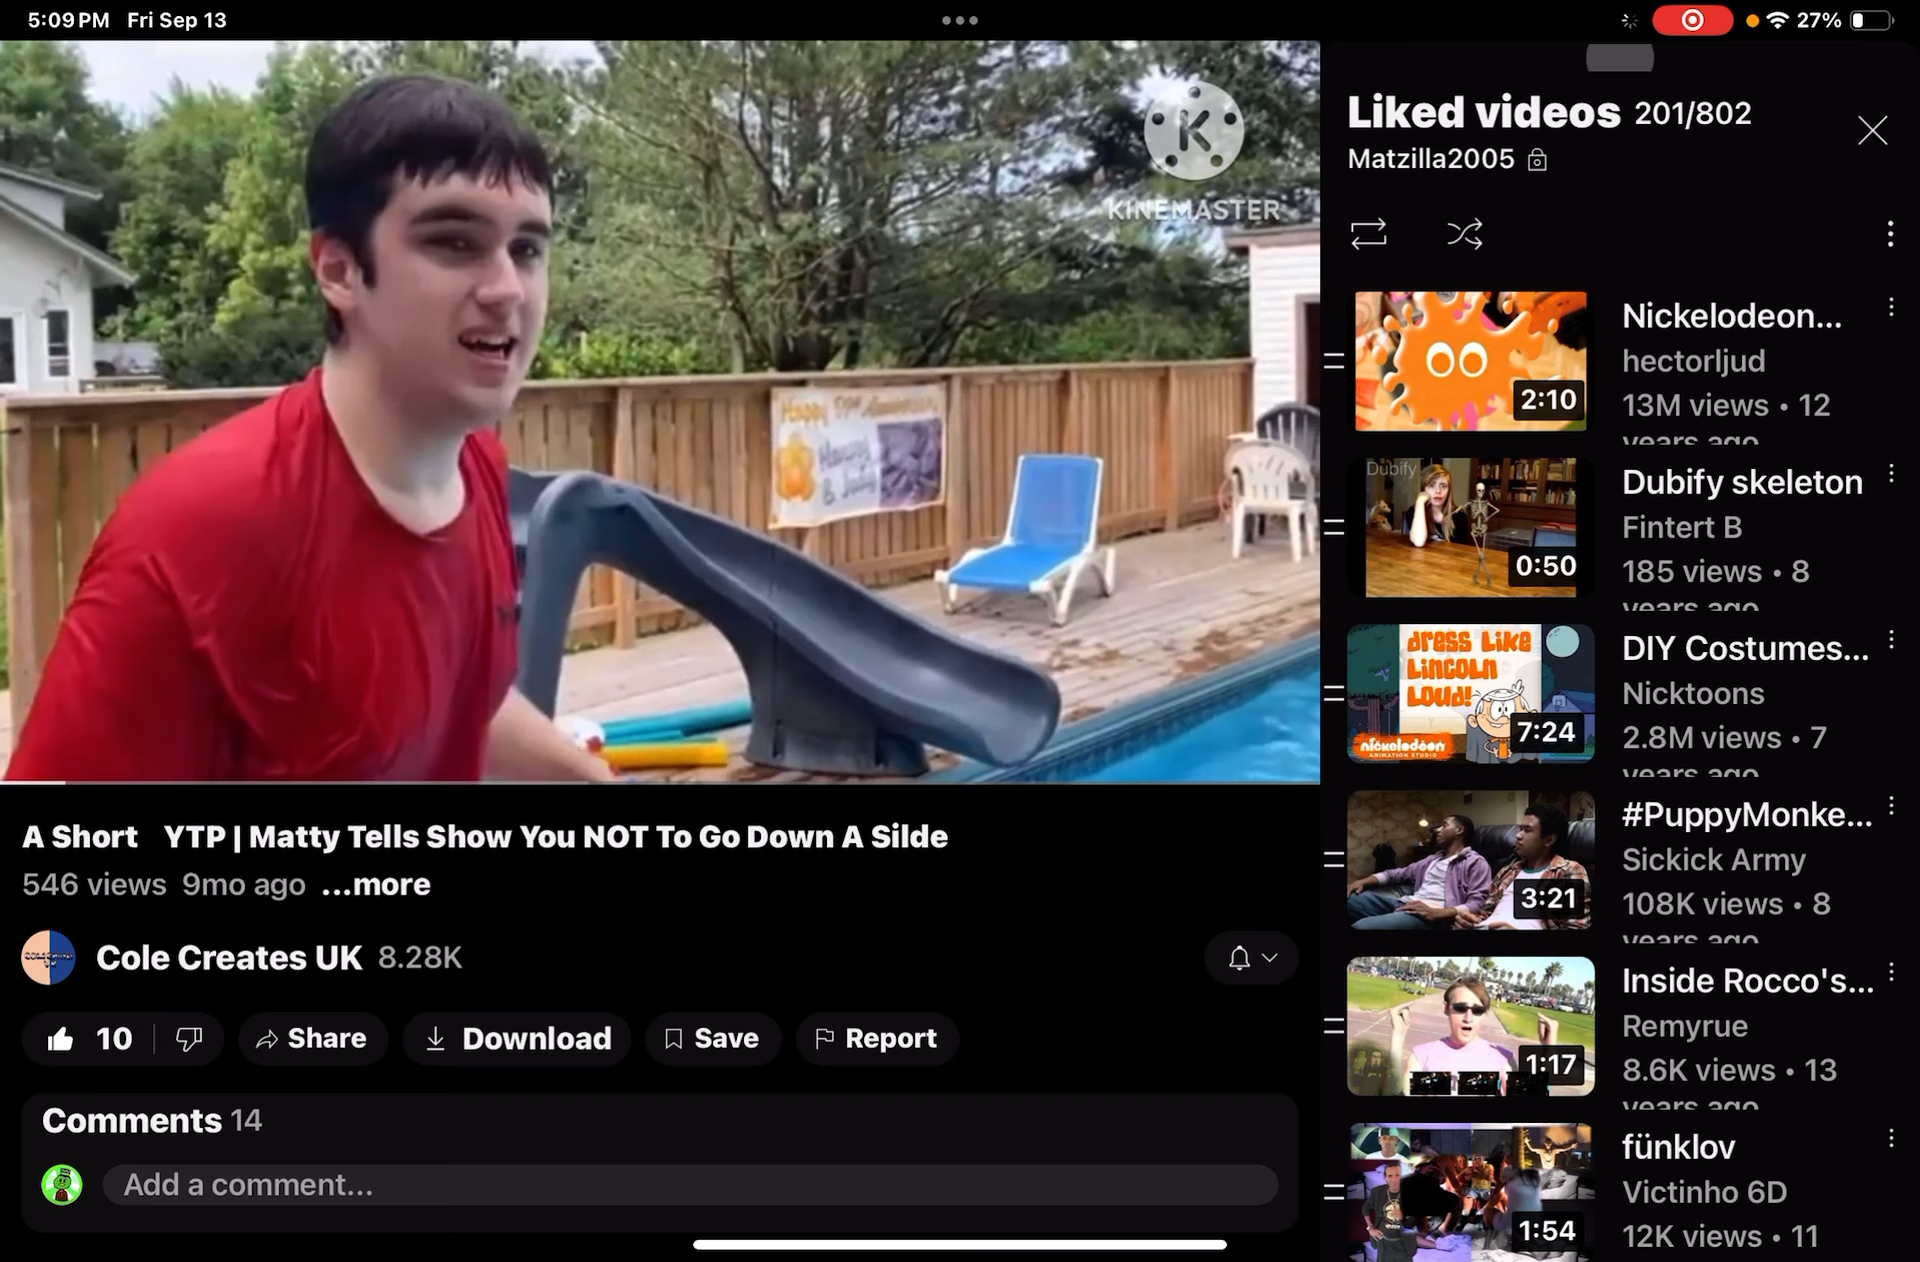 5:09 PM Fri Sep 13
27%
K
KINEMASTER
Happy 50th Anniversary
A Short YTP | Matty Tells Show You NOT To Go Down A Silde
546 views 9mo ago ...more
Cole Creates UK 8.28K
10
Share
Download
Save
Report
Comments 14
Add a comment...
Liked videos 201/802
Matzilla2005
2:10
Nickelodeon...
hectorljud
13M views • 12
years ago
Dubify
0:50
Dubify skeleton
Fintert B
185 views • 8
years ago
dress Like
Lincoln
Loud!
nickelodeon
ANIMATION STUDIO
7:24
DIY Costumes...
Nicktoons
2.8M views • 7
years ago
3:21
#PuppyMonke...
Sickick Army
108K views • 8
years ago
1:17
Inside Rocco's...
Remyrue
8.6K views • 13
years ago
1:54
fünklov
Victinho 6D
12K views • 11